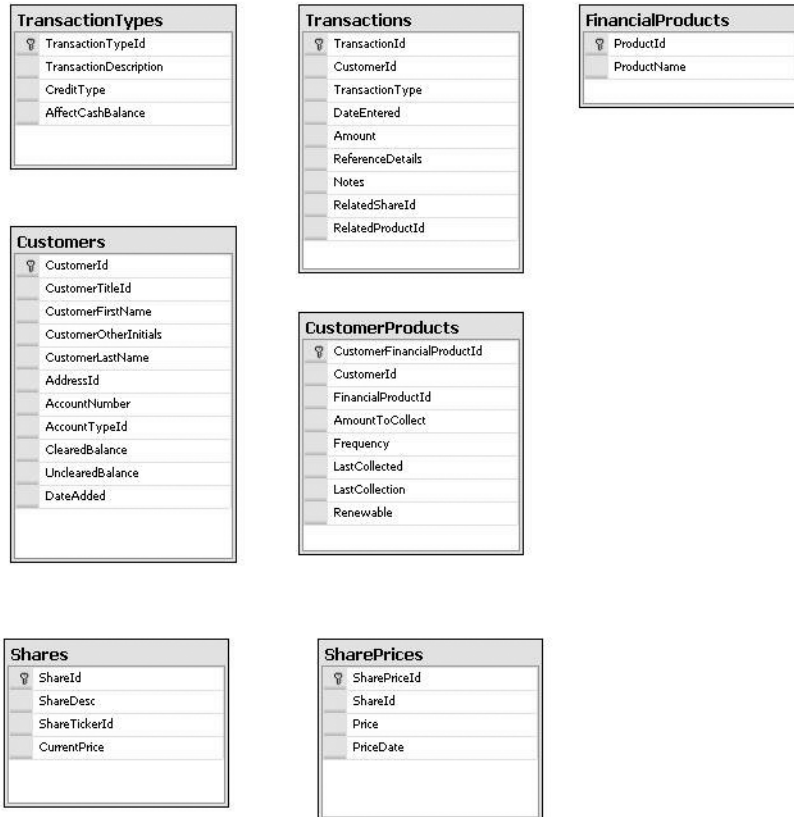 TransactionTypes
TransactionTypeId
TransactionDescription
CreditType
AffectCashBalance
Transactions
TransactionId
CustomerId
TransactionType
DateEntered
Amount
ReferenceDetails
Notes
RelatedShareId
RelatedProductId
FinancialProducts
ProductId
ProductName
Customers
CustomerId
CustomerTitleId
CustomerFirstName
CustomerOtherInitials
CustomerLastName
AddressId
AccountNumber
AccountTypeId
ClearedBalance
UnclearedBalance
DateAdded
CustomerProducts
CustomerFinancialProductId
CustomerId
FinancialProductId
AmountToCollect
Frequency
LastCollected
LastCollection
Renewable
Shares
ShareId
ShareDesc
ShareTickerId
CurrentPrice
SharePrices
SharePriceId
ShareId
Price
PriceDate